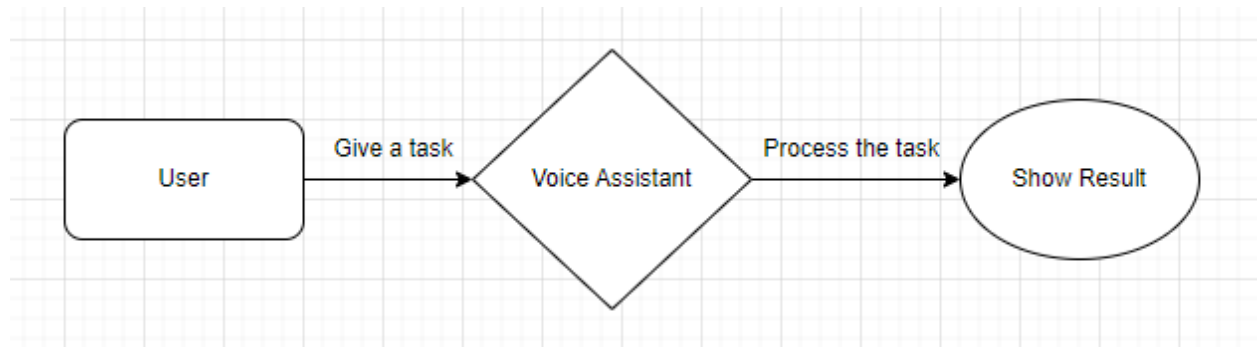 User
Give a task
Voice Assistant
Process the task
Show Result